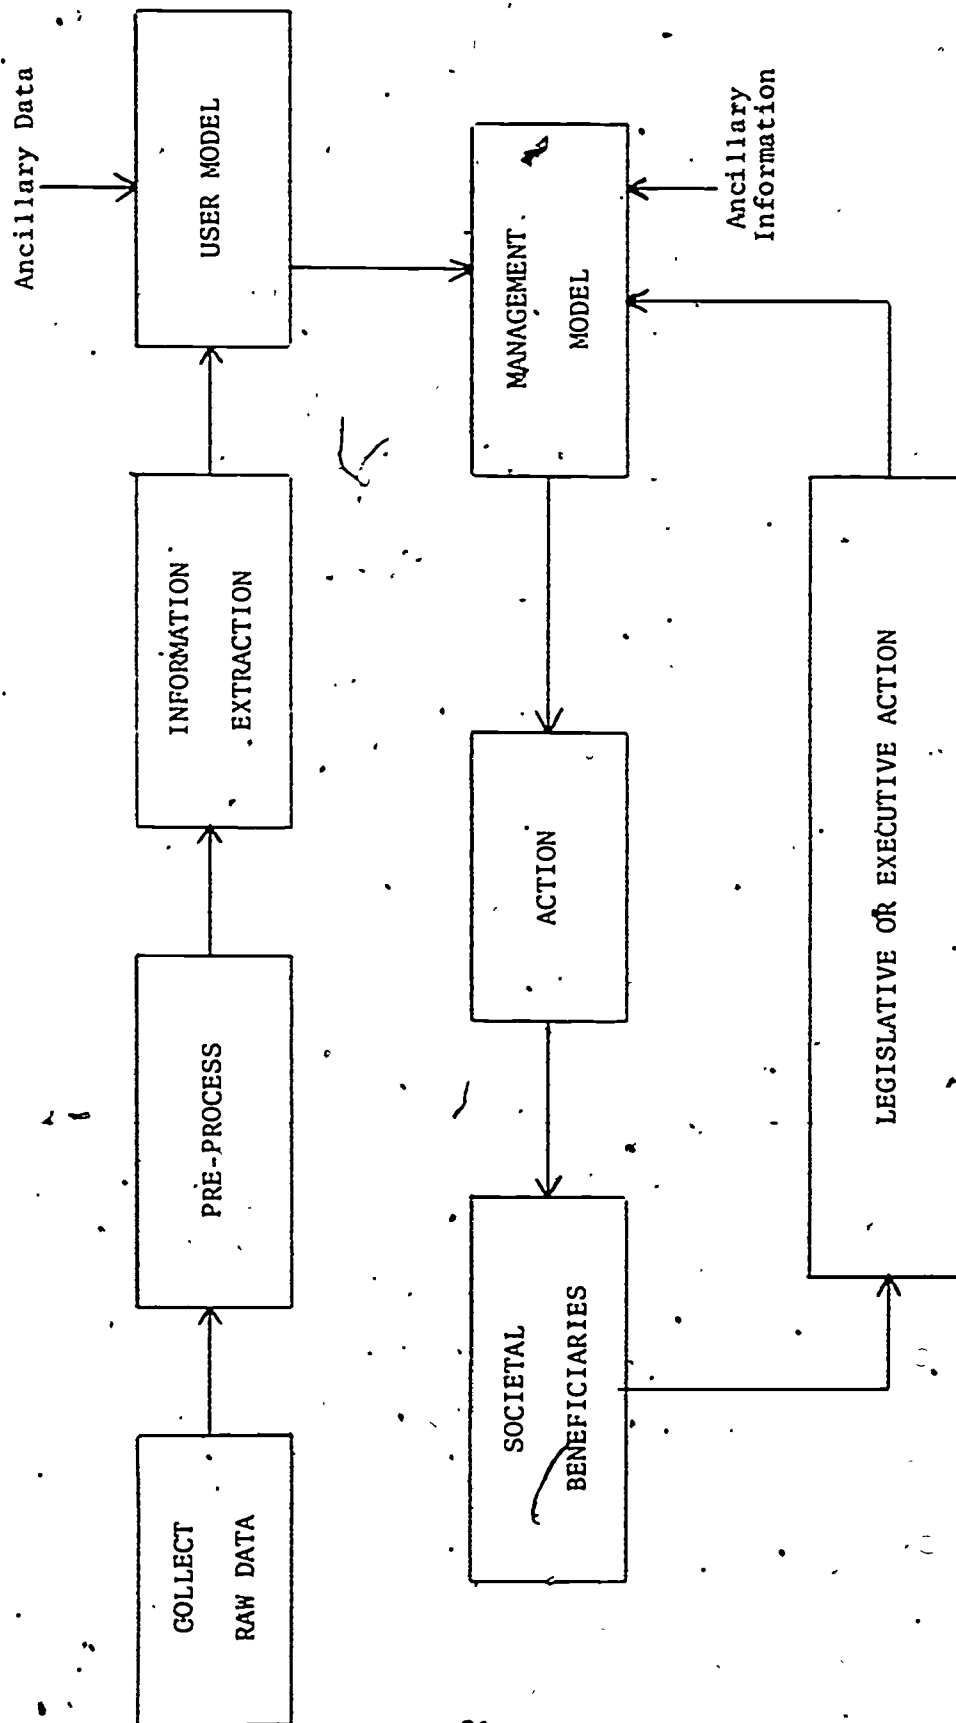 COLLECT
RAW DATA
PRE-PROCESS
INFORMATION
EXTRACTION
USER MODEL
Ancillary Data
SOCIETAL
BENEFICIARIES
ACTION
MANAGEMENT
MODEL
Ancillary
Information
LEGISLATIVE OR EXECUTIVE ACTION